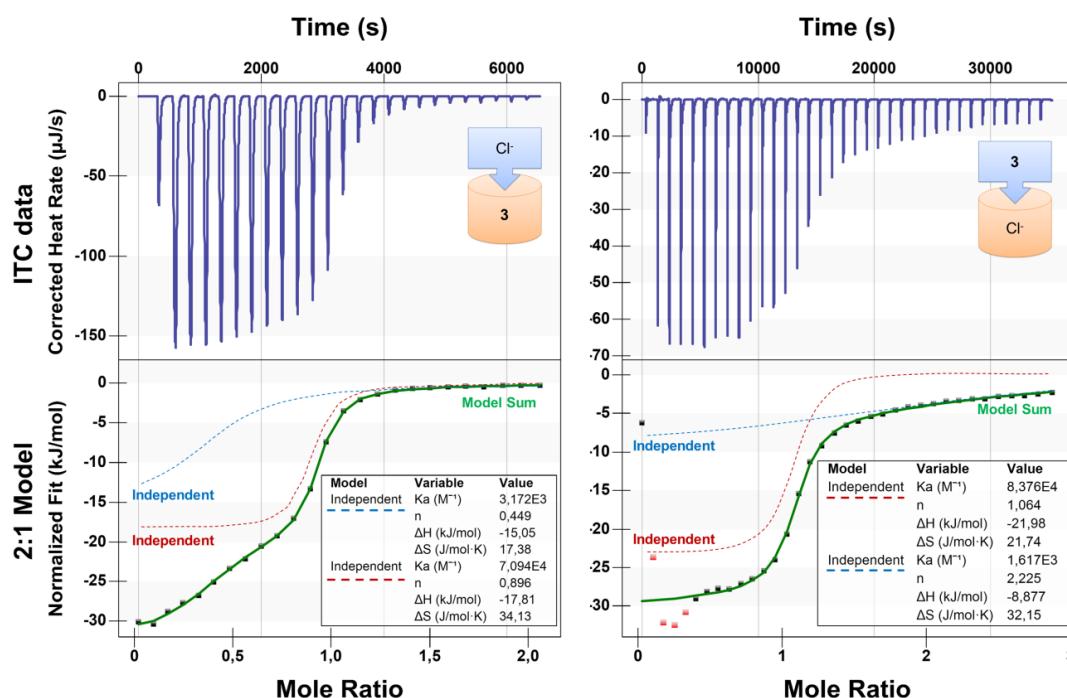 Time (s)
Time (s)
0
2000
4000
6000
0
10000
20000
30000
ITC data
Corrected Heat Rate (µJ/s)
0
-50
-100
-150
Cl-
3
0
-10
-20
-30
-40
-50
-60
-70
3
Cl-
2:1 Model
Normalized Fit (kJ/mol)
0
-5
-10
-15
-20
-25
-30
Model Sum
Independent
Independent
Model Variable Value
Independent Ka (M⁻¹) 3,172E3
n 0,449
ΔH (kJ/mol) -15,05
ΔS (J/mol·K) 17,38
Independent Ka (M⁻¹) 7,094E4
n 0,896
ΔH (kJ/mol) -17,81
ΔS (J/mol·K) 34,13
0
0,5
1,0
1,5
2,0
Mole Ratio
0
-5
-10
-15
-20
-25
-30
Model Sum
Independent
Independent
Model Variable Value
Independent Ka (M⁻¹) 8,376E4
n 1,064
ΔH (kJ/mol) -21,98
ΔS (J/mol·K) 21,74
Independent Ka (M⁻¹) 1,617E3
n 2,225
ΔH (kJ/mol) -8,877
ΔS (J/mol·K) 32,15
0
1
2
Mole Ratio